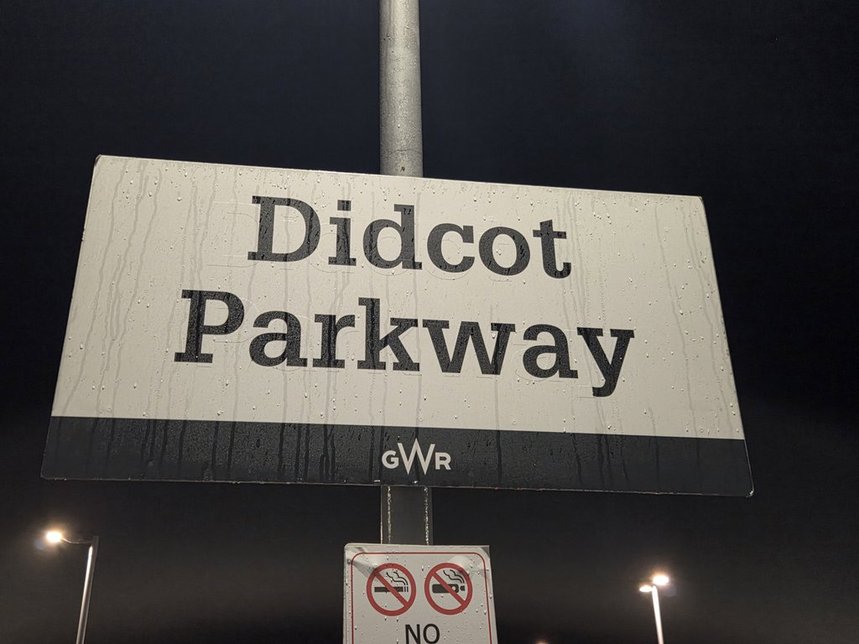 Didcot
Parkway
GWR
NO